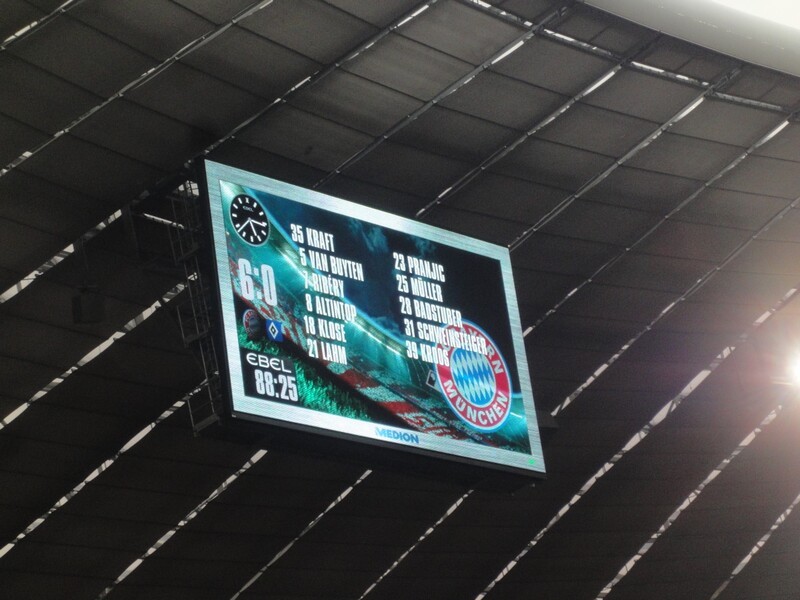 35 KRAFT
5 VAN BUYTEN
7 RIBÉRY
8 ALTINTOP
18 KLOSE
21 LAHM
23 PRANJIC
25 MÜLLER
28 BADSTUBER
31 SCHWEINSTEIGER
39 KROOS
6:0
EBEL
88:25
BAYERN
MÜNCHEN
MEDION